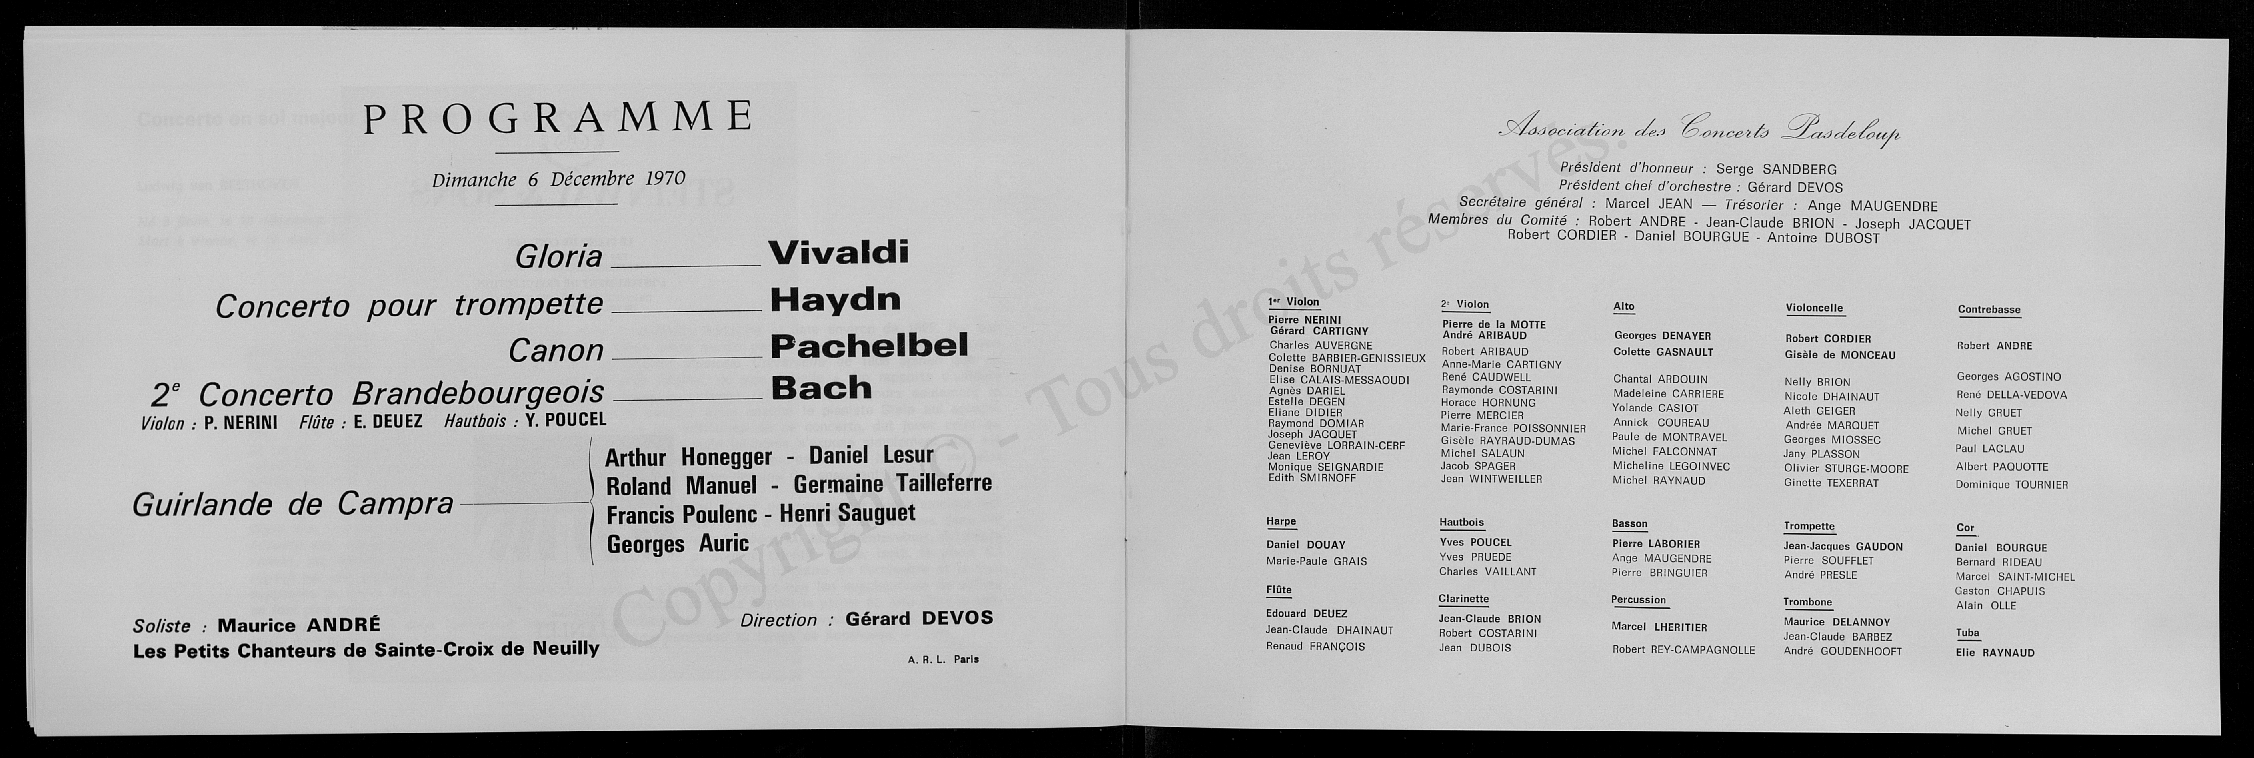 PROGRAMME
Dimanche 6 Décembre 1970
Gloria Vivaldi
Concerto pour trompette Haydn
Canon Pachelbel
2e Concerto Brandebourgeois Bach
Violon : P. NERINI Flûte : E. DEUEZ Hautbois : Y. POUCEL
Guirlande de Campra
Arthur Honegger - Daniel Lesur
Roland Manuel - Germaine Tailleferre
Francis Poulenc - Henri Sauguet
Georges Auric
Soliste : Maurice ANDRÉ
Les Petits Chanteurs de Sainte-Croix de Neuilly
Direction : Gérard DEVOS
A. R. L. Paris
Association des Concerts Pasdeloup
Président d'honneur : Serge SANDBERG
Président chef d'orchestre : Gérard DEVOS
Secrétaire général : Marcel JEAN — Trésorier : Ange MAUGENDRE
Membres du Comité : Robert ANDRE - Jean-Claude BRION - Joseph JACQUET
Robert CORDIER - Daniel BOURGUE - Antoine DUBOST
1er Violon
Pierre NERINI
Gérard CARTIGNY
Charles AUVERGNE
Colette BARBIER-GENISSIEUX
Denise BORNUAT
Elise CALAIS-MESSAOUDI
Agnès DARIEL
Estelle DEGEN
Eliane DIDIER
Raymond DOMIAR
Joseph JACQUET
Geneviève LORRAIN-CERF
Jean LEROY
Monique SEIGNARDIE
Edith SMIRNOFF
2e Violon
Pierre de la MOTTE
André ARIBAUD
Robert ARIBAUD
Anne-Marie CARTIGNY
René CAUDWELL
Raymonde COSTARINI
Horace HORNUNG
Pierre MERCIER
Marie-France POISSONNIER
Gisèle RAYRAUD-DUMAS
Michel SALAUN
Jacob SPAGER
Jean WINTWEILLER
Alto
Georges DENAYER
Colette GASNAULT
Chantal ARDOUIN
Madeleine CARRIERE
Yolande CASIOT
Annick COUREAU
Paule de MONTRAVEL
Michel FALCONNAT
Micheline LEGOINVEC
Michel RAYNAUD
Violoncelle
Robert CORDIER
Gisèle de MONCEAU
Nelly BRION
Nicole DHAINAUT
Aleth GEIGER
Andrée MARQUET
Georges MIOSSEC
Jany PLASSON
Olivier STURGE-MOORE
Ginette TEXERRAT
Contrebasse
Robert ANDRE
Georges AGOSTINO
René DELLA-VEDOVA
Nelly GRUET
Michel GRUET
Paul LACLAU
Albert PAQUOTTE
Dominique TOURNIER
Harpe
Daniel DOUAY
Marie-Paule GRAIS
Flûte
Edouard DEUEZ
Jean-Claude DHAINAUT
Renaud FRANÇOIS
Hautbois
Yves POUCEL
Yves PRUEDE
Charles VAILLANT
Clarinette
Jean-Claude BRION
Robert COSTARINI
Jean DUBOIS
Basson
Pierre LABORIER
Ange MAUGENDRE
Pierre BRINGUIER
Percussion
Marcel LHERITIER
Robert REY-CAMPAGNOLLE
Trompette
Jean-Jacques GAUDON
Pierre SOUFFLET
André PRESLE
Trombone
Maurice DELANNOY
Jean-Claude BARBEZ
André GOUDENHOOFT
Cor
Daniel BOURGUE
Bernard RIDEAU
Marcel SAINT-MICHEL
Gaston CHAPUIS
Alain OLLE
Tuba
Elie RAYNAUD
Copyright © - Tous droits réservés.